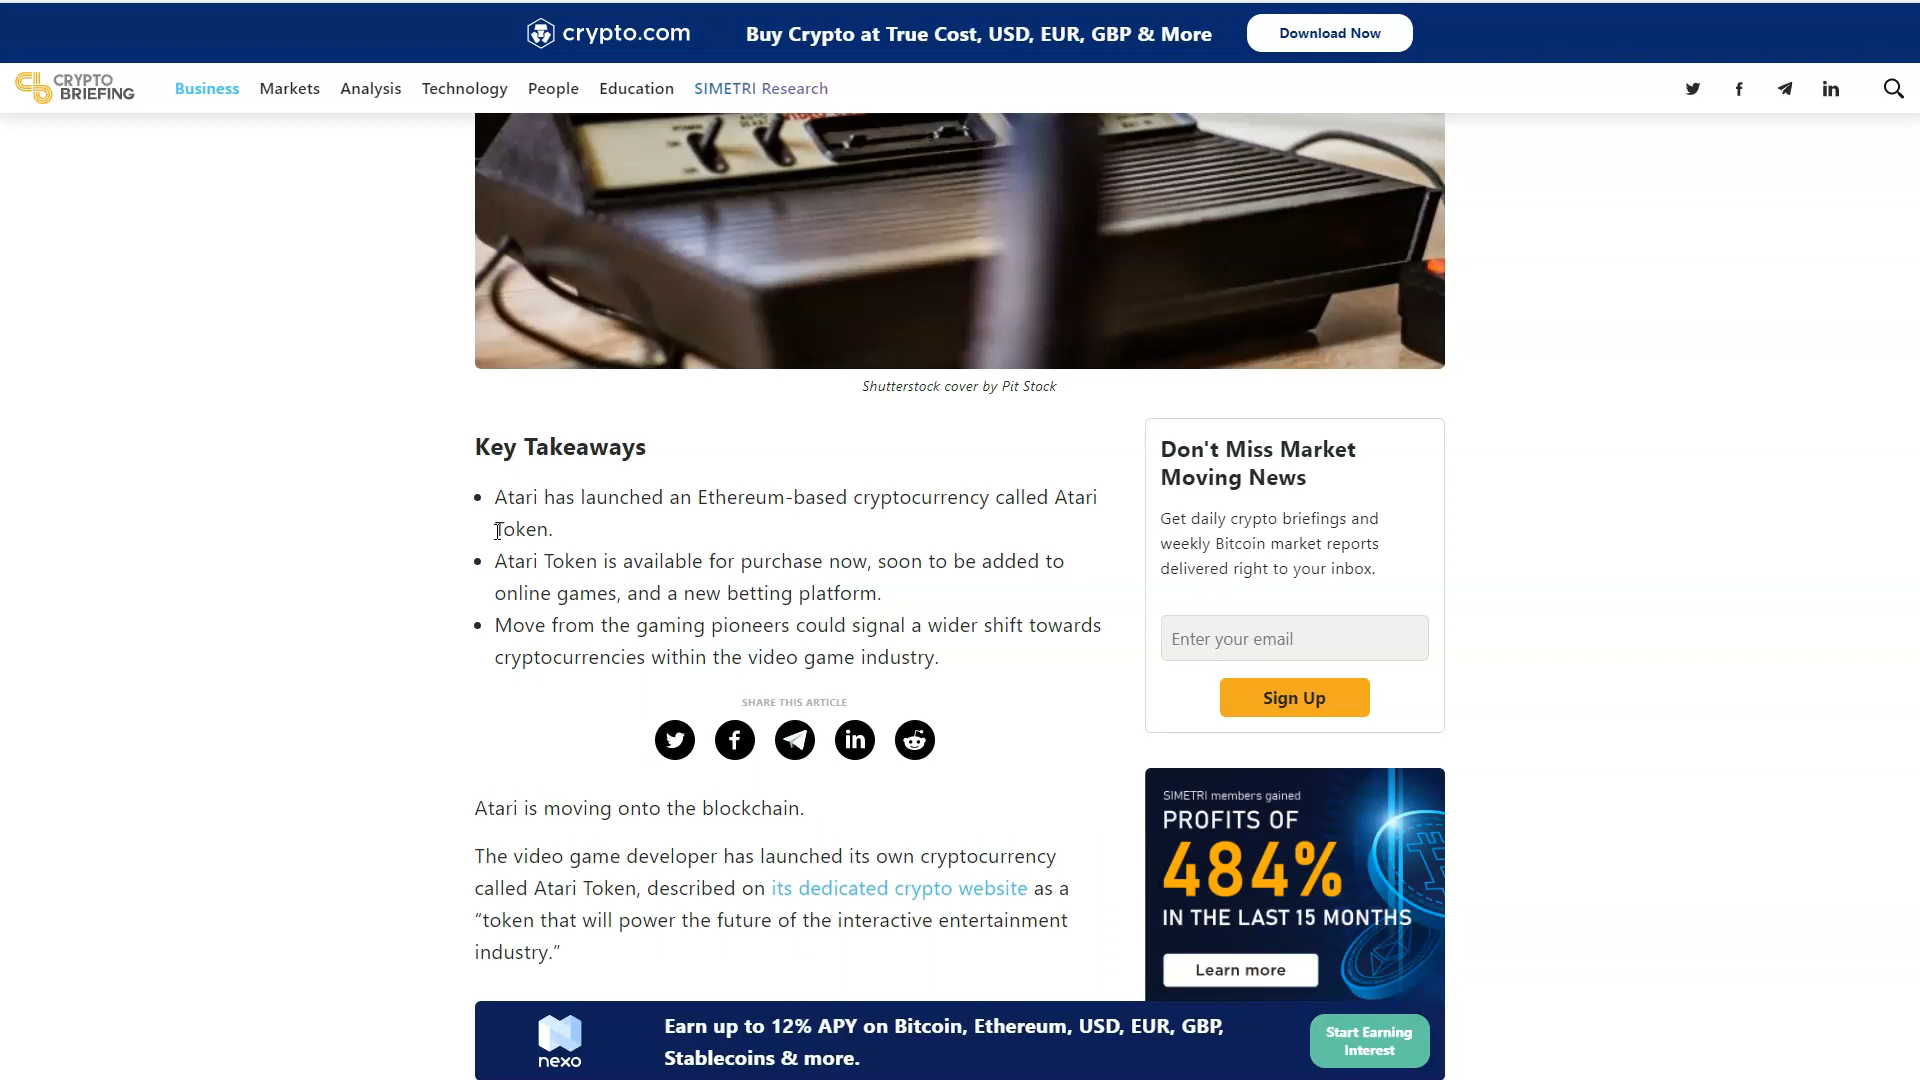 crypto.com
Buy Crypto at True Cost, USD, EUR, GBP & More
Download Now
CRYPTO
BRIEFING
Business Markets Analysis Technology People Education SIMETRI Research
Shutterstock cover by Pit Stock
Key Takeaways
Atari has launched an Ethereum-based cryptocurrency called Atari
Token.
Atari Token is available for purchase now, soon to be added to
online games, and a new betting platform.
Move from the gaming pioneers could signal a wider shift towards
cryptocurrencies within the video game industry.
SHARE THIS ARTICLE
Atari is moving onto the blockchain.
The video game developer has launched its own cryptocurrency
called Atari Token, described on its dedicated crypto website as a
“token that will power the future of the interactive entertainment
industry.”
Don't Miss Market
Moving News
Get daily crypto briefings and
weekly Bitcoin market reports
delivered right to your inbox.
Enter your email
Sign Up
SIMETRI members gained
PROFITS OF
484%
IN THE LAST 15 MONTHS
Learn more
nexo
Earn up to 12% APY on Bitcoin, Ethereum, USD, EUR, GBP,
Stablecoins & more.
Start Earning
Interest